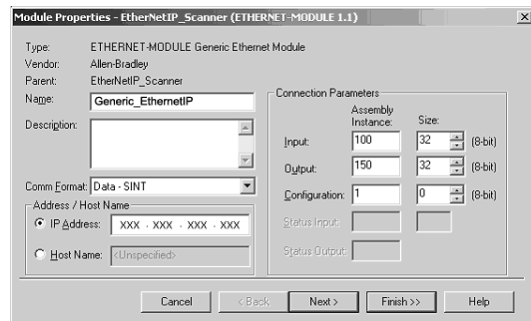 Module Properties - EtherNetIP_Scanner (ETHERNET-MODULE 1.1)
Type: ETHERNET-MODULE Generic Ethernet Module
Vendor: Allen-Bradley
Parent: EtherNetIP_Scanner
Name: Generic_EthernetIP
Description:
Comm Format: Data - SINT
Address / Host Name
IP Address: XXX . XXX . XXX . XXX
Host Name: <Unspecified>
Connection Parameters
Assembly Instance: Size:
Input: 100 32 (8-bit)
Output: 150 32 (8-bit)
Configuration: 1 0 (8-bit)
Status Input:
Status Output:
Cancel < Back Next > Finish >> Help